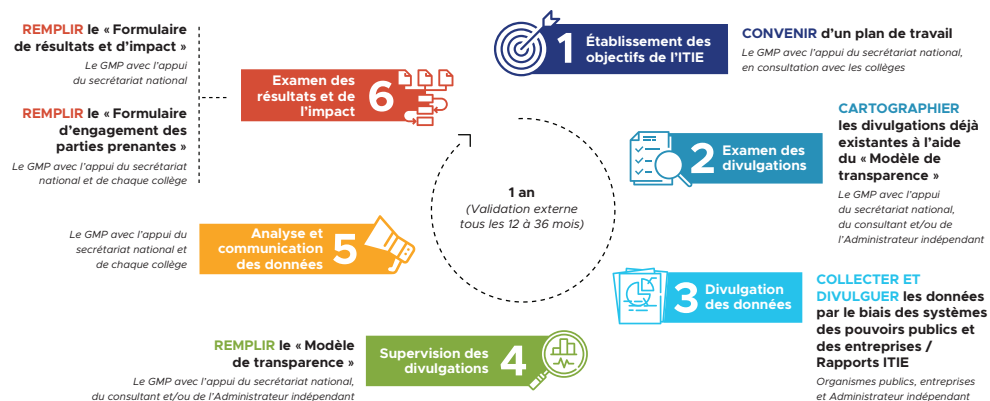 1 Établissement des
objectifs de l'ITIE
CONVENIR d'un plan de travail
Le GMP avec l'appui du secrétariat national,
en consultation avec les collèges
2 Examen des
divulgations
CARTOGRAPHIER
les divulgations déjà
existantes à l'aide
du « Modèle de
transparence »
Le GMP avec l'appui
du secrétariat national,
du consultant et/ou de
l'Administrateur indépendant
3 Divulgation
des données
COLLECTER ET
DIVULGUER les données
par le biais des systèmes
des pouvoirs publics et
des entreprises /
Rapports ITIE
Organismes publics, entreprises
et Administrateur indépendant
Supervision des
divulgations 4
REMPLIR le « Modèle
de transparence »
Le GMP avec l'appui du secrétariat national,
du consultant et/ou de l'Administrateur indépendant
Analyse et
communication
des données 5
Le GMP avec l'appui du
secrétariat national et
de chaque collège
Examen des
résultats et de
l'impact 6
REMPLIR le « Formulaire
de résultats et d'impact »
Le GMP avec l'appui
du secrétariat national
REMPLIR le « Formulaire
d'engagement des
parties prenantes »
Le GMP avec l'appui du secrétariat
national et de chaque collège
1 an
(Validation externe
tous les 12 à 36 mois)